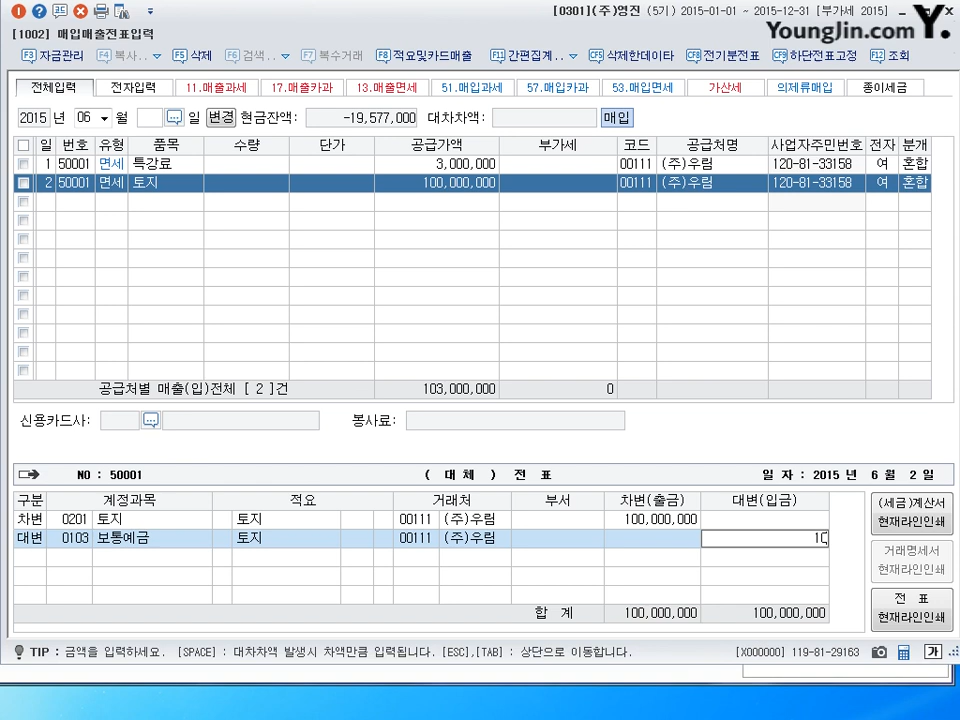 [0301](주)영진 (5기) 2015-01-01 ~ 2015-12-31 [부가세 2015]
YoungJin.com Y.
[1002] 매입매출전표입력
F3 자금관리 F4 복사.. F5 삭제 F6 검색.. F7 복수거래 F8 적요및카드매출 F11 간편집계.. CF5 삭제한데이타 CF8 전기분전표 CF9 하단전표고정 F12 조회
전체입력 전자입력 11.매출과세 17.매출카과 13.매출면세 51.매입과세 57.매입카과 53.매입면세 가산세 의제류매입 종이세금
2015 년 06 월 일 변경 현금잔액: -19,577,000 대차차액: 매입
일 번호 유형 품목 수량 단가 공급가액 부가세 코드 공급처명 사업자주민번호 전자 분개
1 50001 면세 특강료 3,000,000 00111 (주)우림 120-81-33158 여 혼합
2 50001 면세 토지 100,000,000 00111 (주)우림 120-81-33158 여 혼합
공급처별 매출(입)전체 [ 2 ]건 103,000,000 0
신용카드사: 봉사료:
NO : 50001 ( 대 체 ) 전 표 일 자 : 2015 년 6 월 2 일
구분 계정과목 적요 거래처 부서 차변(출금) 대변(입금)
차변 0201 토지 토지 00111 (주)우림 100,000,000
대변 0103 보통예금 토지 00111 (주)우림 10
합 계 100,000,000 100,000,000
(세금)계산서
현재라인인쇄
거래명세서
현재라인인쇄
전 표
현재라인인쇄
TIP : 금액을 입력하세요. [SPACE] : 대차차액 발생시 차액만큼 입력됩니다. [ESC],[TAB] : 상단으로 이동합니다. [X000000] 119-81-29163 가